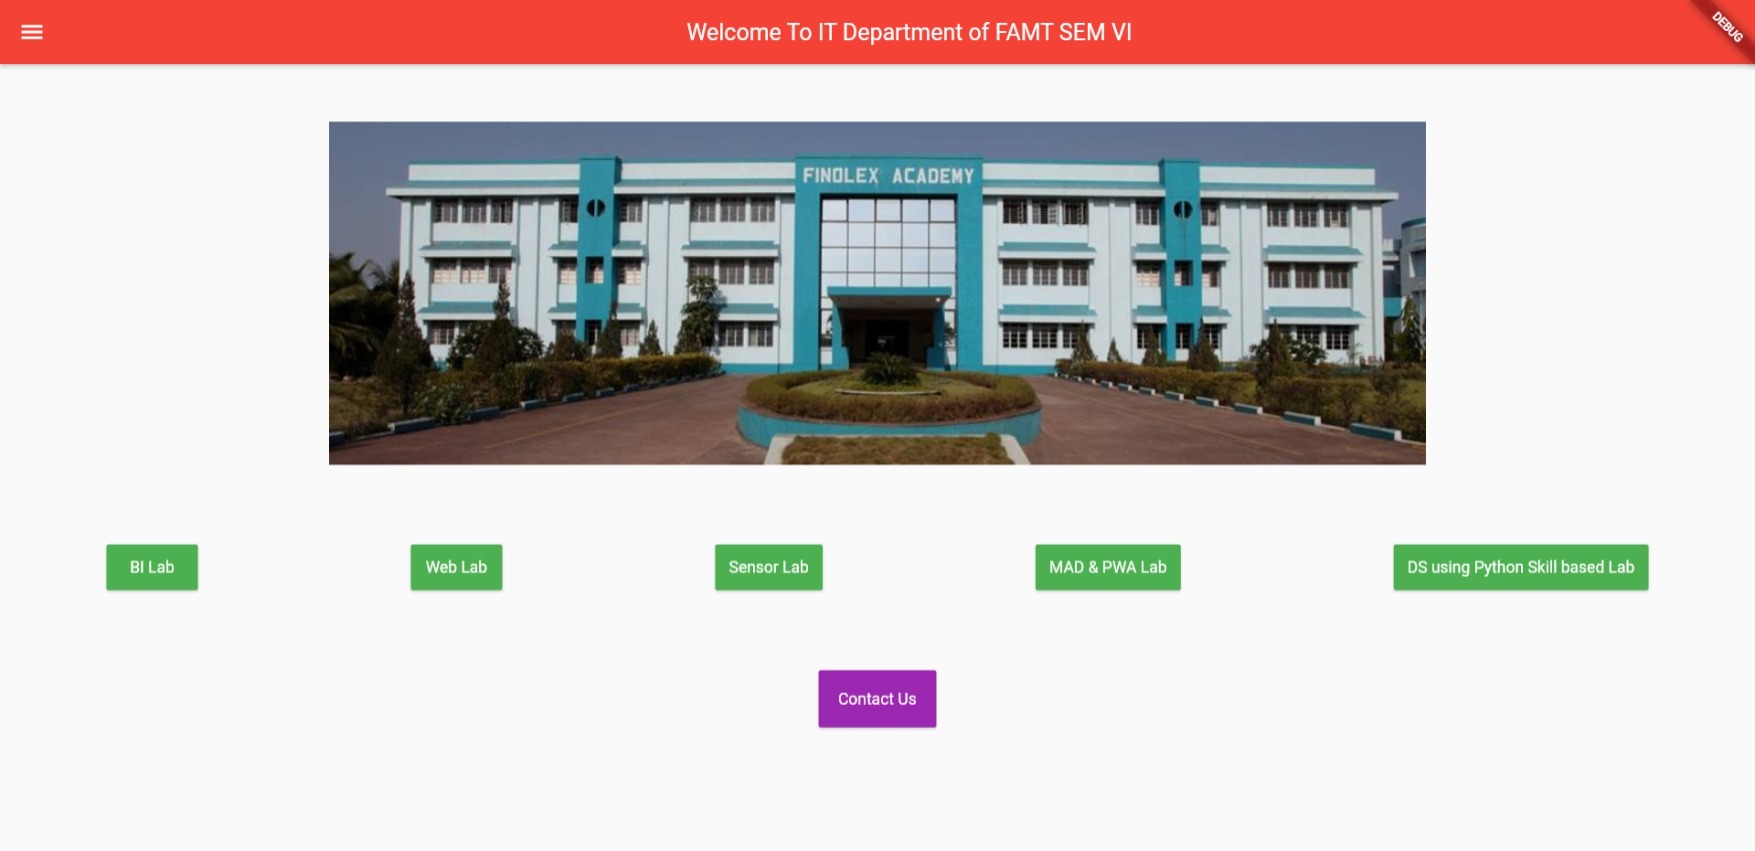 Welcome To IT Department of FAMT SEM VI
DEBUG
FINOLEX ACADEMY
BI Lab
Web Lab
Sensor Lab
MAD & PWA Lab
DS using Python Skill based Lab
Contact Us